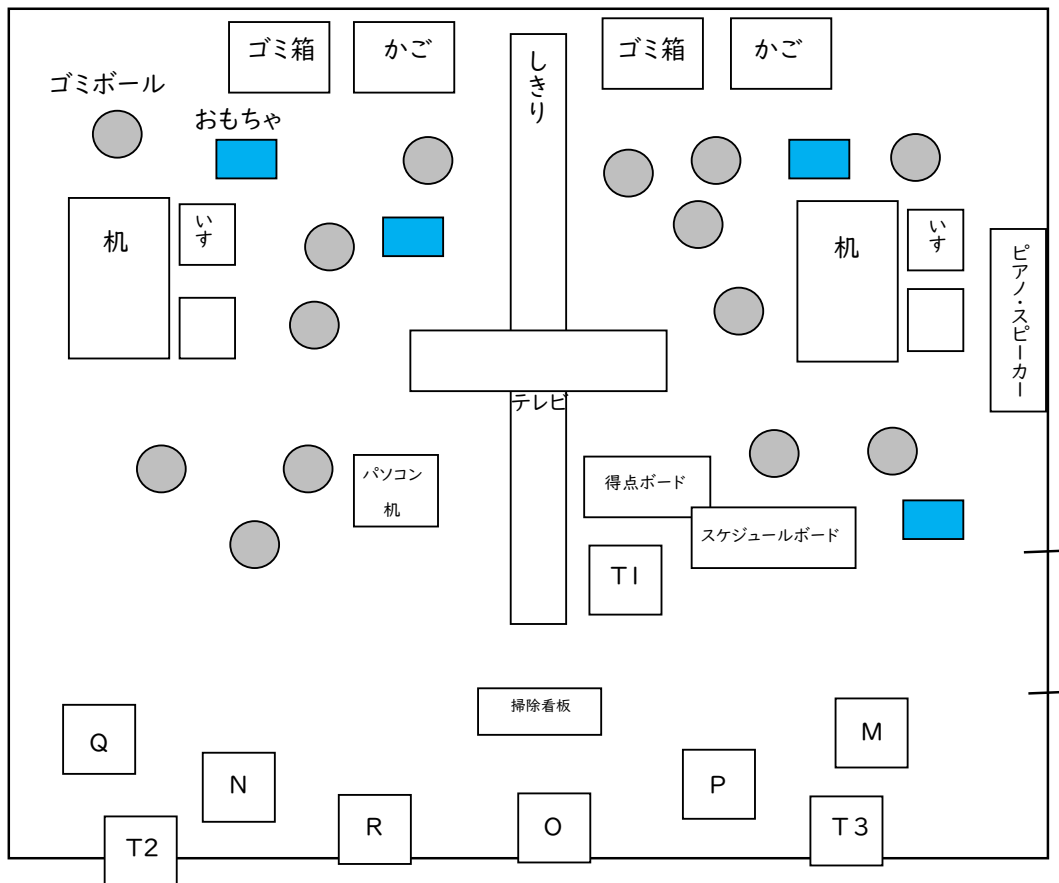 ゴミ箱
かご
ゴミ箱
かご
しきり
ゴミボール
おもちゃ
机
いす
机
いす
ピアノ・スピーカー
テレビ
パソコン
机
得点ボード
スケジュールボード
T1
掃除看板
Q
N
R
O
P
M
T2
T3